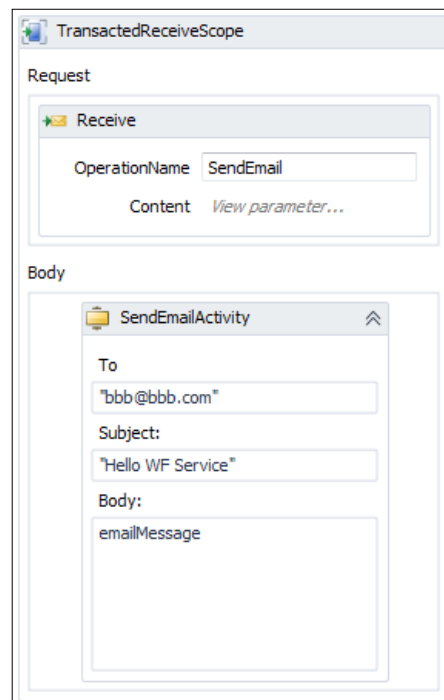 TransactedReceiveScope
Request
Receive
OperationName SendEmail
Content View parameter...
Body
SendEmailActivity
To
"bbb@bbb.com"
Subject:
"Hello WF Service"
Body:
emailMessage